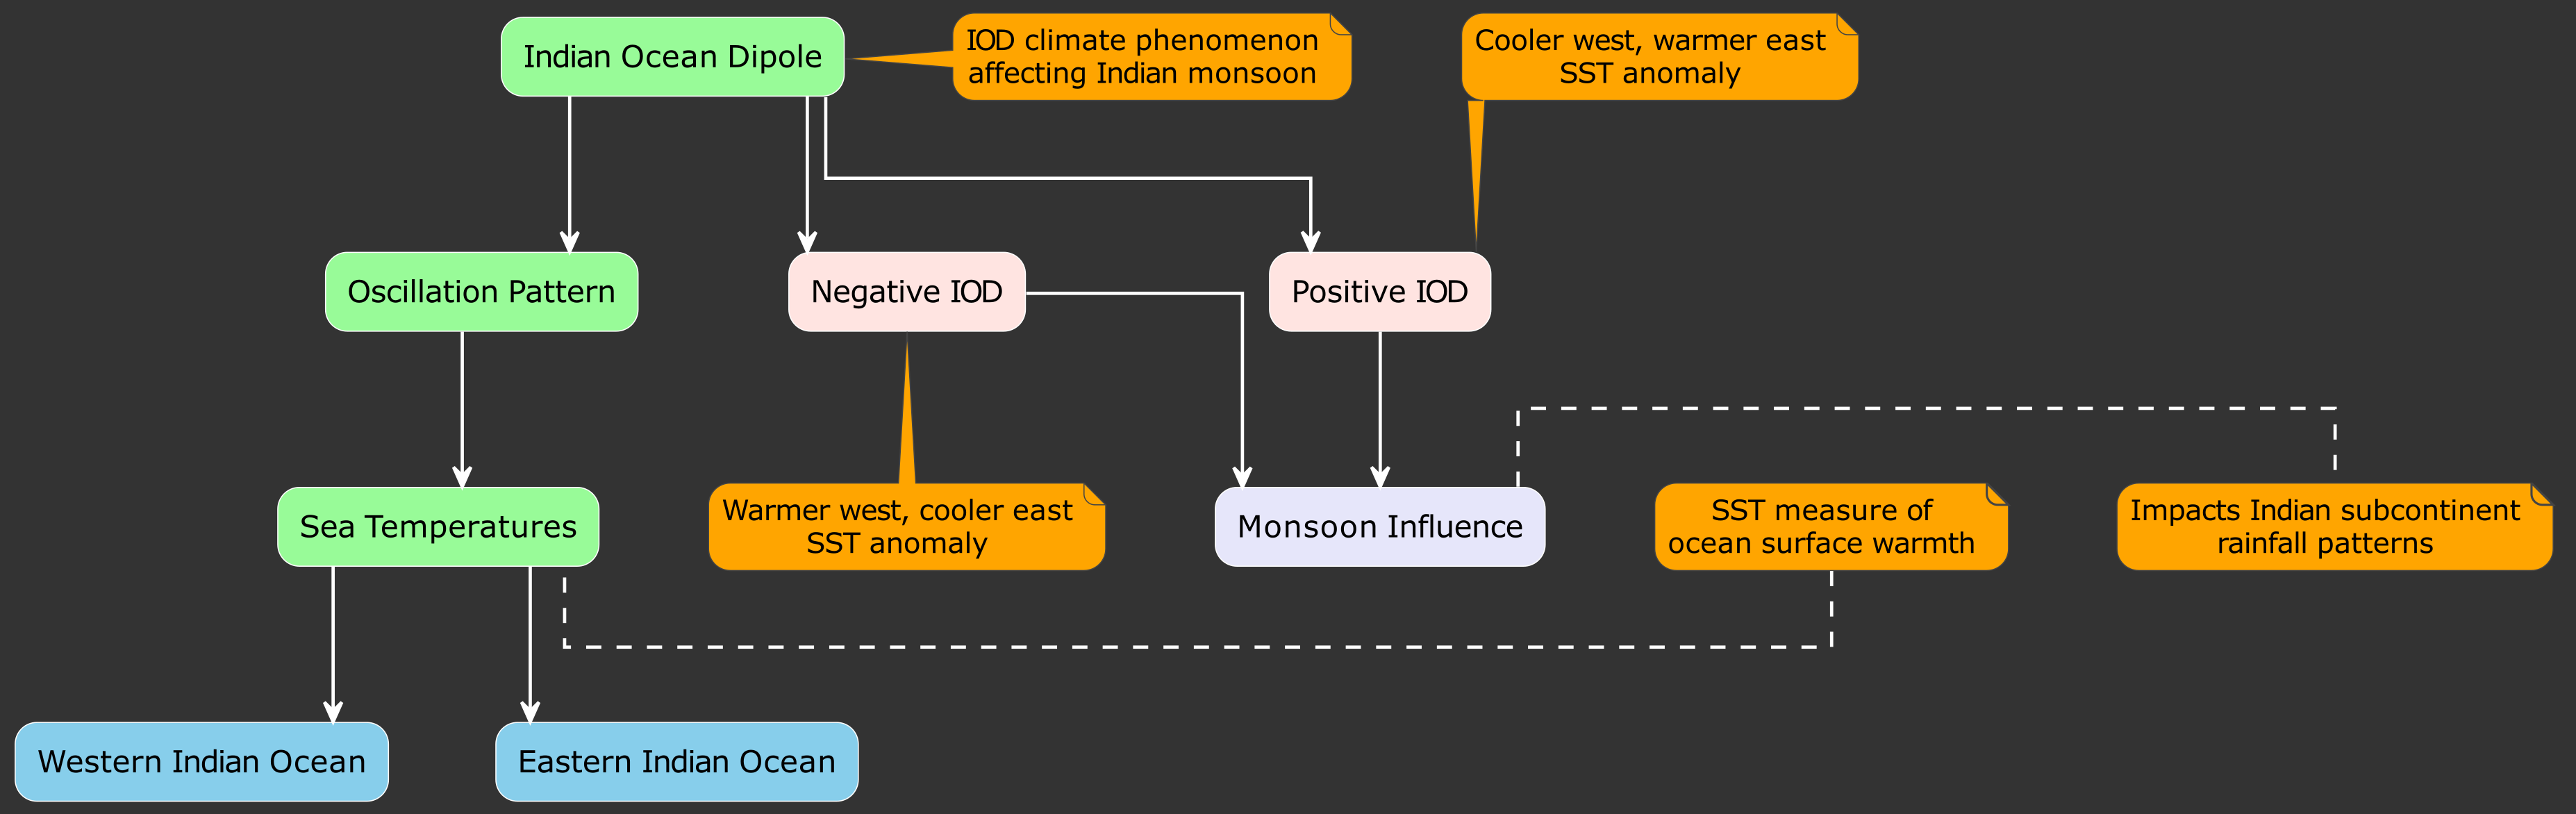 Indian Ocean Dipole
IOD climate phenomenon
affecting Indian monsoon
Cooler west, warmer east
SST anomaly
Oscillation Pattern
Negative IOD
Positive IOD
Sea Temperatures
Warmer west, cooler east
SST anomaly
Monsoon Influence
SST measure of
ocean surface warmth
Impacts Indian subcontinent
rainfall patterns
Western Indian Ocean
Eastern Indian Ocean